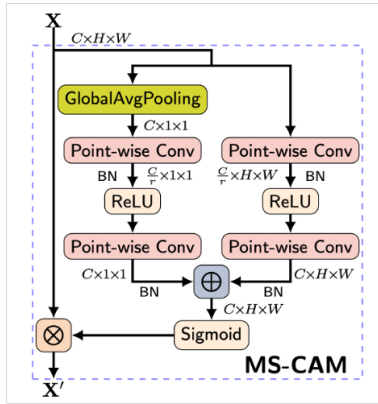 X
C×H×W
GlobalAvgPooling
C×1×1
Point-wise Conv
Point-wise Conv
BN
C/r×1×1
C/r×H×W
BN
ReLU
ReLU
Point-wise Conv
Point-wise Conv
C×1×1
C×H×W
BN
⊕
BN
C×H×W
⊗
Sigmoid
MS-CAM
X′